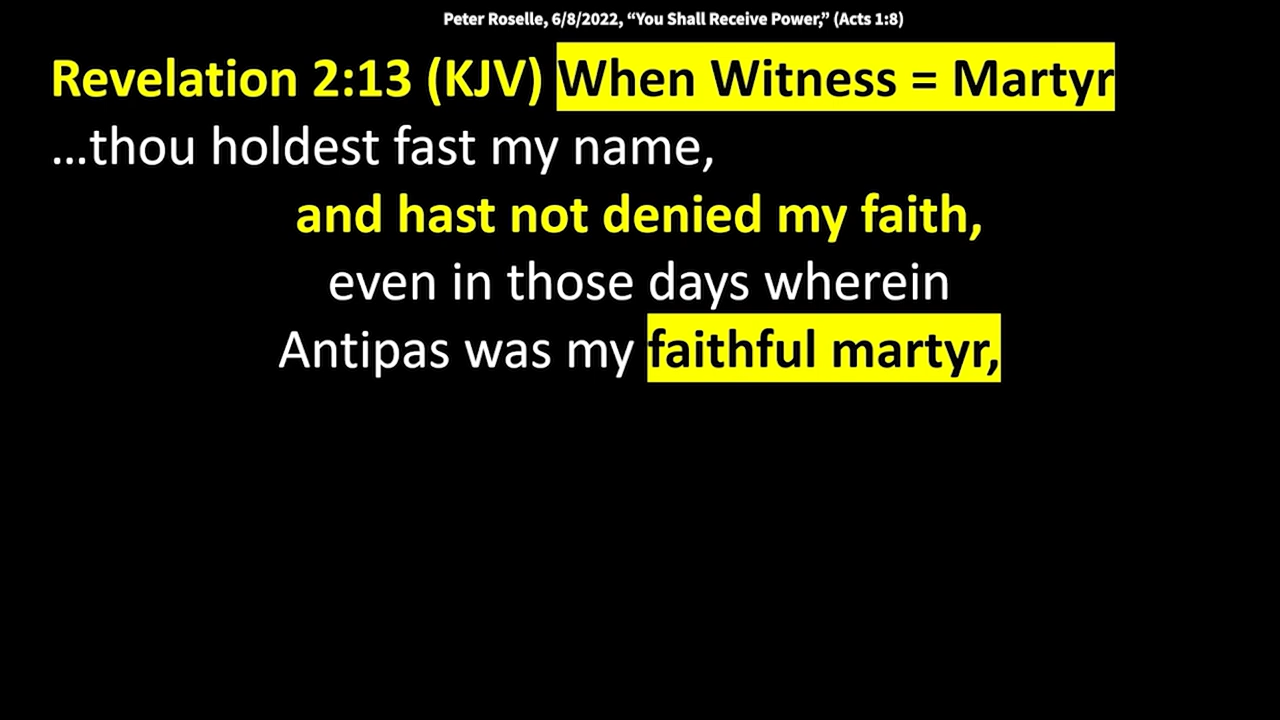 Peter Roselle, 6/8/2022, “You Shall Receive Power,” (Acts 1:8)
Revelation 2:13 (KJV) When Witness = Martyr
…thou holdest fast my name,
and hast not denied my faith,
even in those days wherein
Antipas was my faithful martyr,